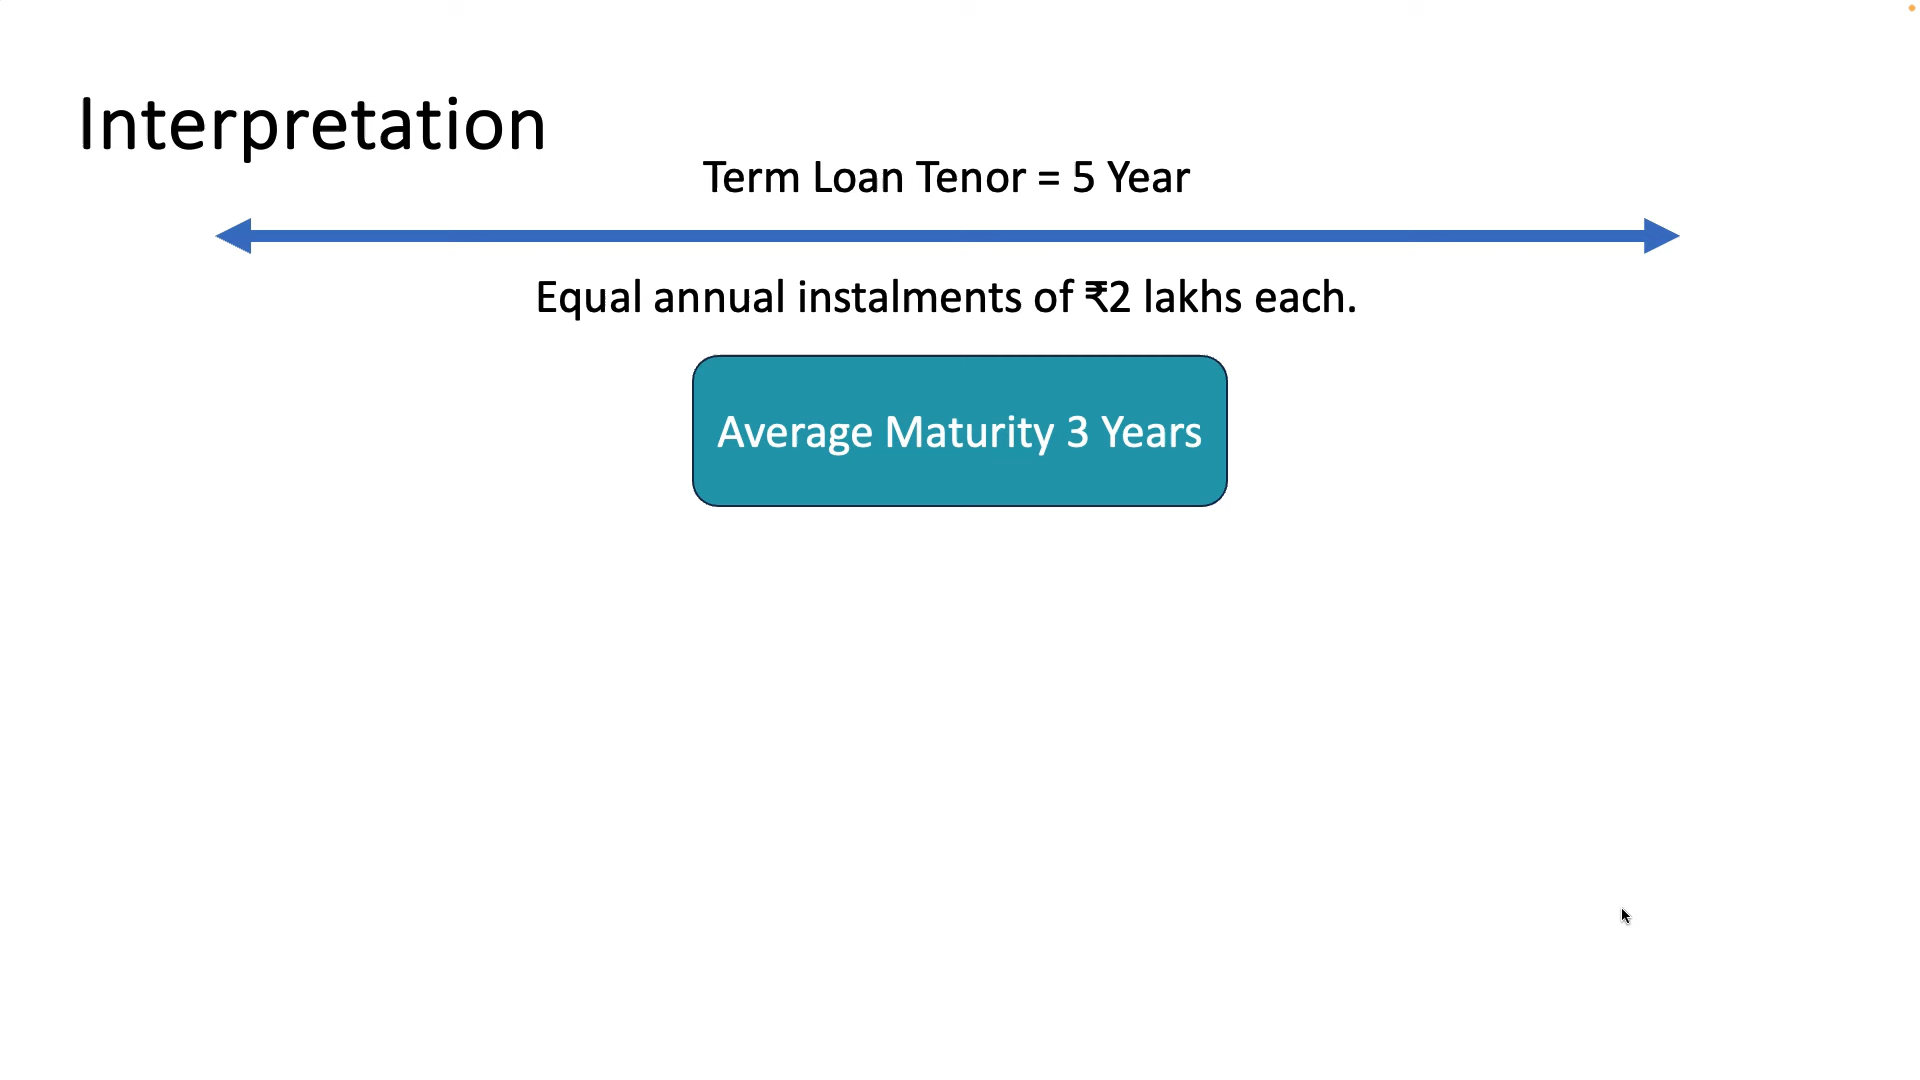 Interpretation
Term Loan Tenor = 5 Year
Equal annual instalments of ₹2 lakhs each.
Average Maturity 3 Years